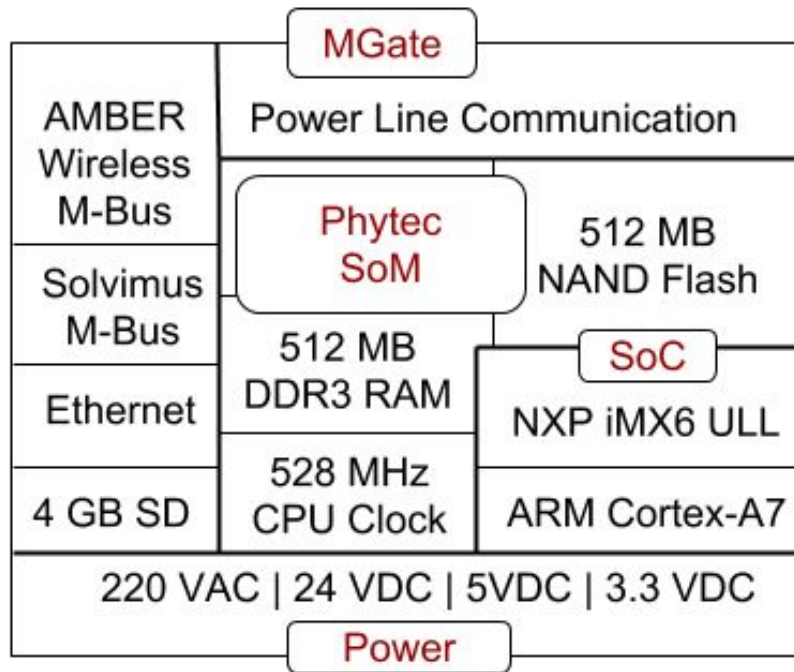 MGate
AMBER
Wireless
M-Bus
Power Line Communication
Phytec
SoM
512 MB
NAND Flash
Solvimus
M-Bus
512 MB
DDR3 RAM
SoC
Ethernet
NXP iMX6 ULL
528 MHz
CPU Clock
4 GB SD
ARM Cortex-A7
220 VAC | 24 VDC | 5VDC | 3.3 VDC
Power